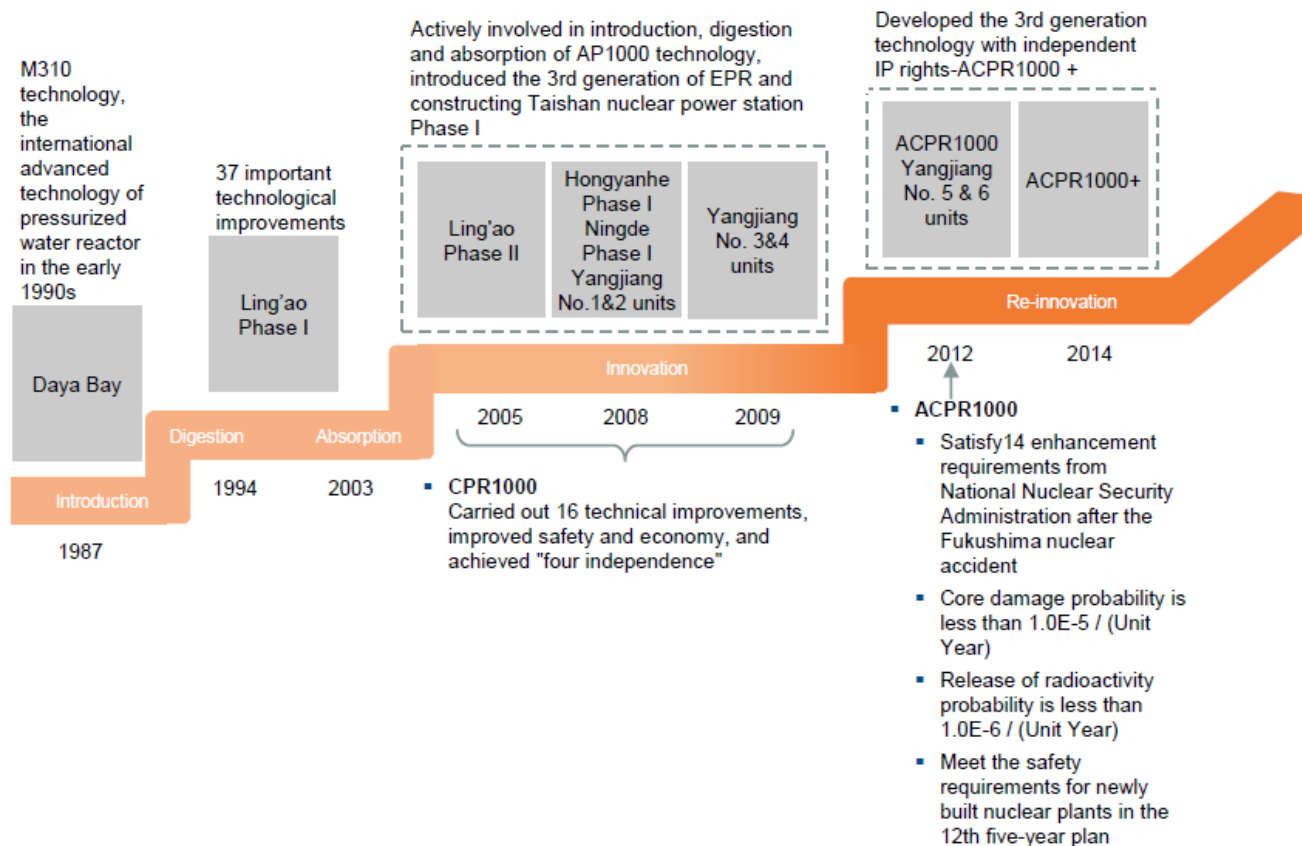 M310
technology,
the
international
advanced
technology of
pressurized
water reactor
in the early
1990s
Daya Bay
Introduction
1987
37 important
technological
improvements
Ling'ao
Phase I
Digestion
Absorption
1994
2003
Actively involved in introduction, digestion
and absorption of AP1000 technology,
introduced the 3rd generation of EPR and
constructing Taishan nuclear power station
Phase I
Ling'ao
Phase II
Hongyanhe
Phase I
Ningde
Phase I
Yangjiang
No.1&2 units
Yangjiang
No. 3&4
units
Innovation
2005
2008
2009
▪ CPR1000
Carried out 16 technical improvements,
improved safety and economy, and
achieved "four independence"
Developed the 3rd generation
technology with independent
IP rights-ACPR1000 +
ACPR1000
Yangjiang
No. 5 & 6
units
ACPR1000+
Re-innovation
2012
2014
▪ ACPR1000
▪ Satisfy14 enhancement
requirements from
National Nuclear Security
Administration after the
Fukushima nuclear
accident
▪ Core damage probability is
less than 1.0E-5 / (Unit
Year)
▪ Release of radioactivity
probability is less than
1.0E-6 / (Unit Year)
▪ Meet the safety
requirements for newly
built nuclear plants in the
12th five-year plan